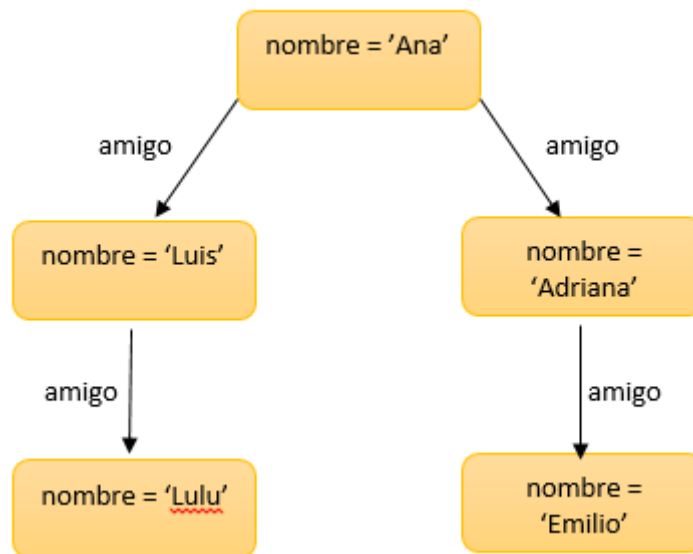 nombre = ’Ana’
amigo
amigo
nombre = ‘Luis’
nombre =
‘Adriana’
amigo
amigo
nombre = ‘Lulu’
nombre =
‘Emilio’